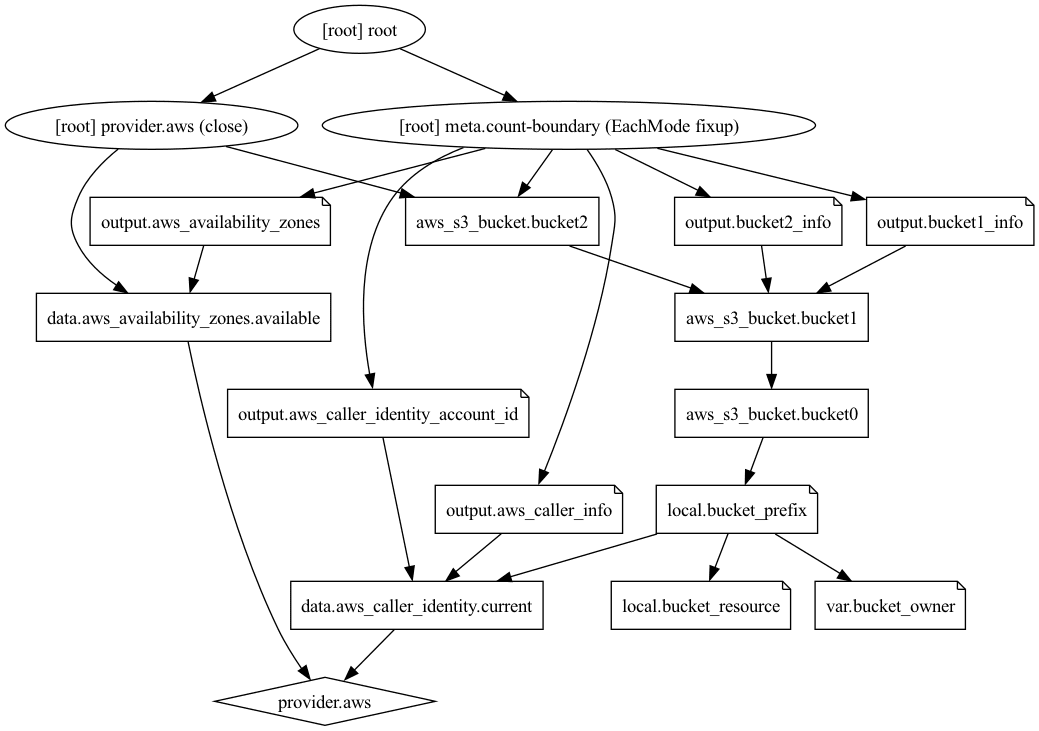 [root] root
[root] provider.aws (close)
[root] meta.count-boundary (EachMode fixup)
output.aws_availability_zones
aws_s3_bucket.bucket2
output.bucket2_info
output.bucket1_info
data.aws_availability_zones.available
aws_s3_bucket.bucket1
output.aws_caller_identity_account_id
aws_s3_bucket.bucket0
output.aws_caller_info
local.bucket_prefix
data.aws_caller_identity.current
local.bucket_resource
var.bucket_owner
provider.aws